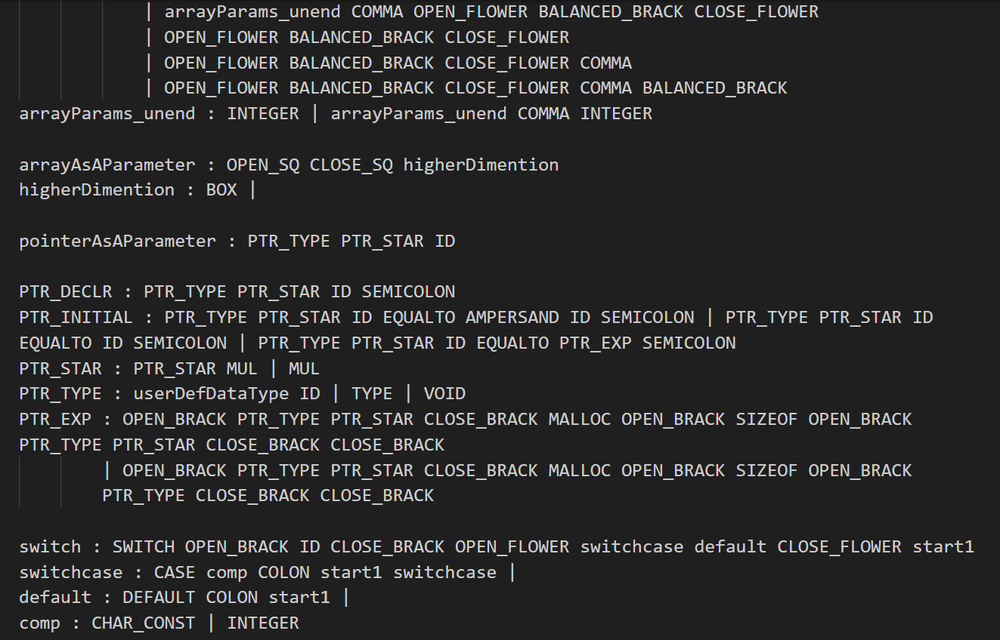 | arrayParams_unend COMMA OPEN_FLOWER BALANCED_BRACK CLOSE_FLOWER
| OPEN_FLOWER BALANCED_BRACK CLOSE_FLOWER
| OPEN_FLOWER BALANCED_BRACK CLOSE_FLOWER COMMA
| OPEN_FLOWER BALANCED_BRACK CLOSE_FLOWER COMMA BALANCED_BRACK
arrayParams_unend : INTEGER | arrayParams_unend COMMA INTEGER
arrayAsAParameter : OPEN_SQ CLOSE_SQ higherDimention
higherDimention : BOX |
pointerAsAParameter : PTR_TYPE PTR_STAR ID
PTR_DECLR : PTR_TYPE PTR_STAR ID SEMICOLON
PTR_INITIAL : PTR_TYPE PTR_STAR ID EQUALTO AMPERSAND ID SEMICOLON | PTR_TYPE PTR_STAR ID
EQUALTO ID SEMICOLON | PTR_TYPE PTR_STAR ID EQUALTO PTR_EXP SEMICOLON
PTR_STAR : PTR_STAR MUL | MUL
PTR_TYPE : userDefDataType ID | TYPE | VOID
PTR_EXP : OPEN_BRACK PTR_TYPE PTR_STAR CLOSE_BRACK MALLOC OPEN_BRACK SIZEOF OPEN_BRACK
PTR_TYPE PTR_STAR CLOSE_BRACK CLOSE_BRACK
| OPEN_BRACK PTR_TYPE PTR_STAR CLOSE_BRACK MALLOC OPEN_BRACK SIZEOF OPEN_BRACK
PTR_TYPE CLOSE_BRACK CLOSE_BRACK
switch : SWITCH OPEN_BRACK ID CLOSE_BRACK OPEN_FLOWER switchcase default CLOSE_FLOWER start1
switchcase : CASE comp COLON start1 switchcase |
default : DEFAULT COLON start1 |
comp : CHAR_CONST | INTEGER